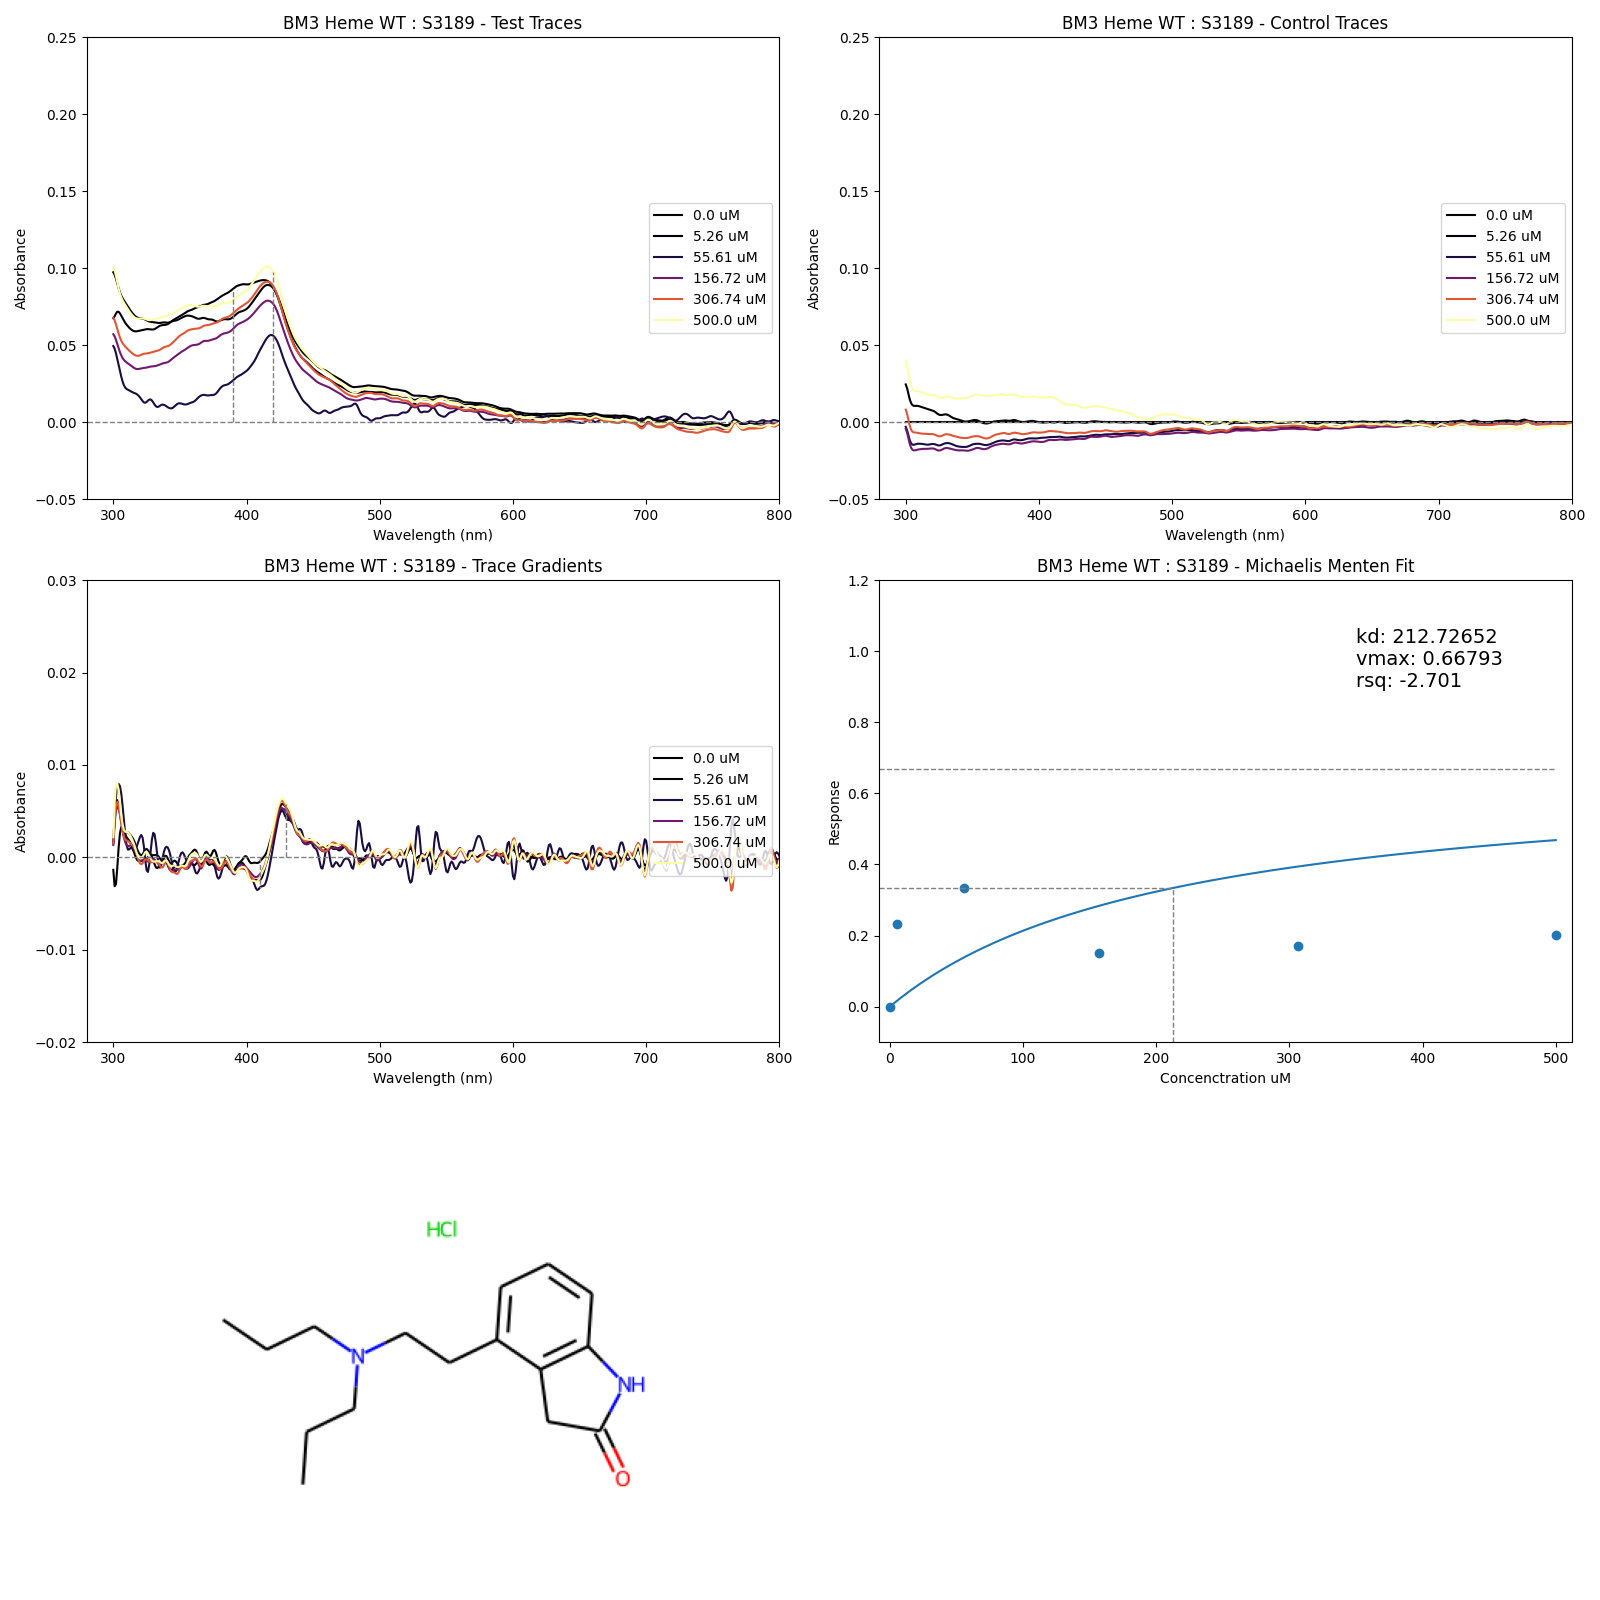 BM3 Heme WT : S3189 - Test Traces
0.25
0.20
0.15
0.10
0.05
0.00
−0.05
Absorbance
300 400 500 600 700 800
Wavelength (nm)
0.0 uM
5.26 uM
55.61 uM
156.72 uM
306.74 uM
500.0 uM
BM3 Heme WT : S3189 - Control Traces
0.25
0.20
0.15
0.10
0.05
0.00
−0.05
Absorbance
300 400 500 600 700 800
Wavelength (nm)
0.0 uM
5.26 uM
55.61 uM
156.72 uM
306.74 uM
500.0 uM
BM3 Heme WT : S3189 - Trace Gradients
0.03
0.02
0.01
0.00
−0.01
−0.02
Absorbance
300 400 500 600 700 800
Wavelength (nm)
0.0 uM
5.26 uM
55.61 uM
156.72 uM
306.74 uM
500.0 uM
BM3 Heme WT : S3189 - Michaelis Menten Fit
1.2
1.0
0.8
0.6
0.4
0.2
0.0
Response
kd: 212.72652
vmax: 0.66793
rsq: -2.701
0 100 200 300 400 500
Concenctration uM
HCl
N
NH
O